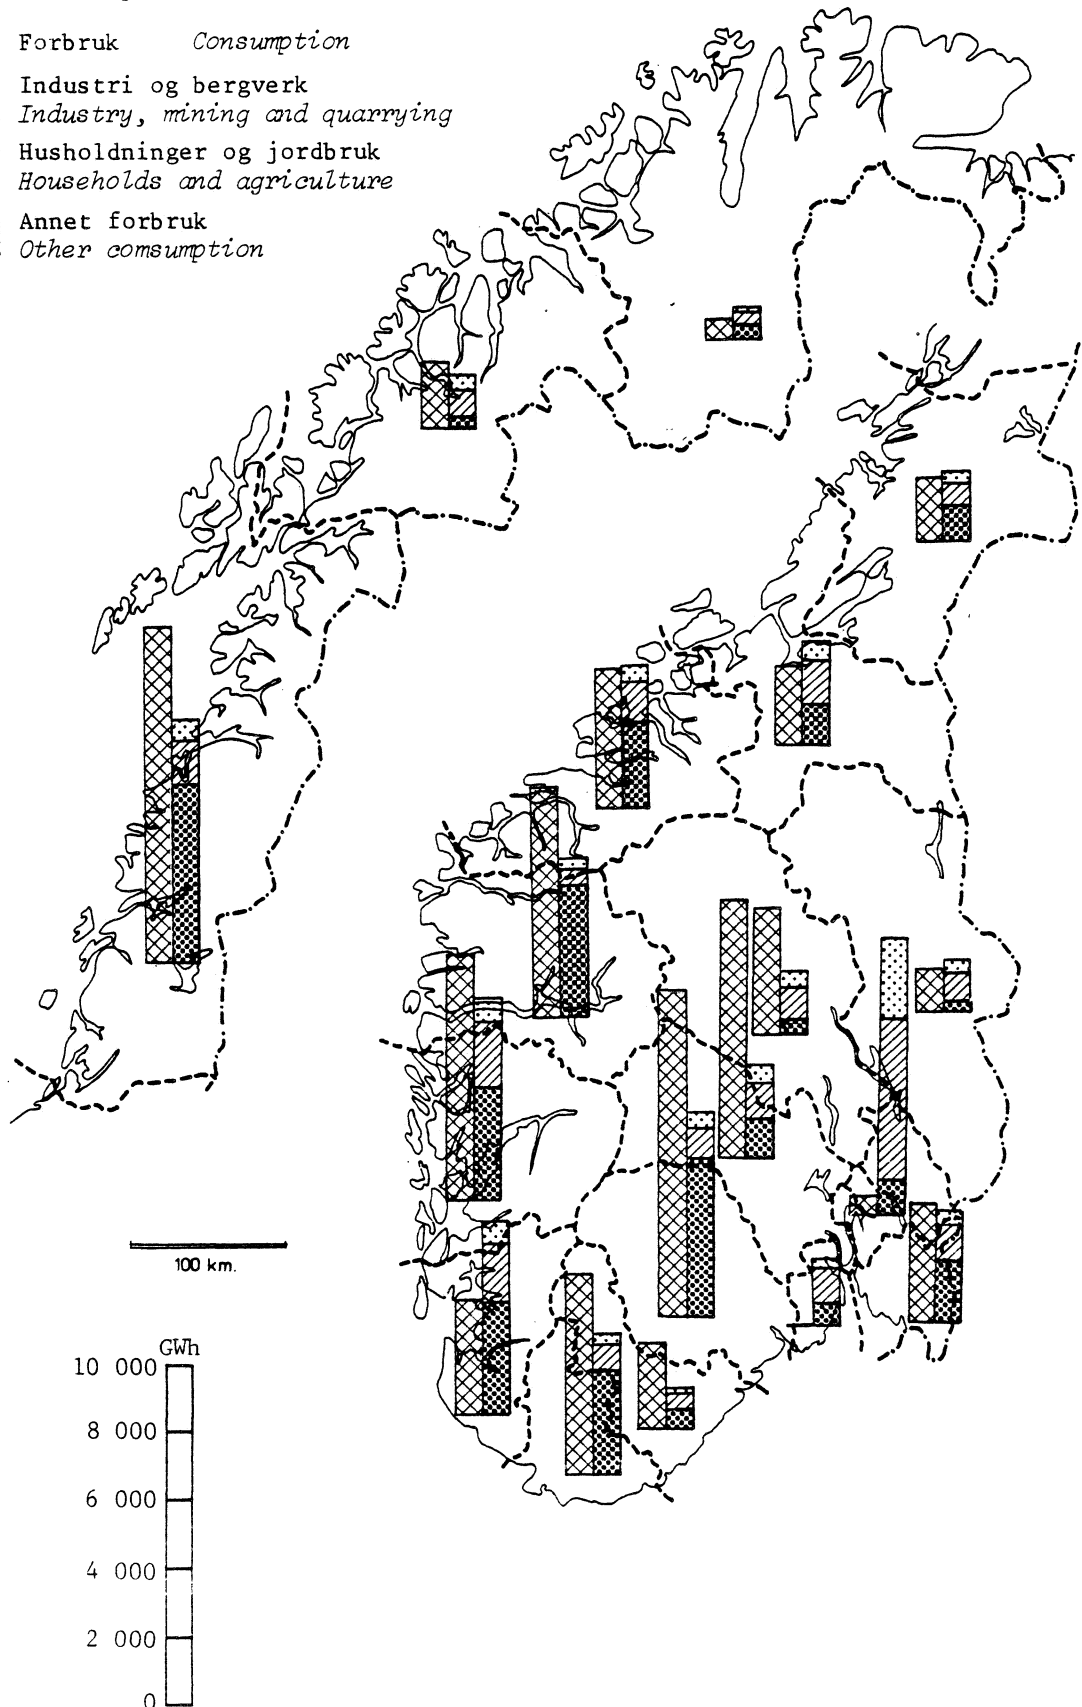 Forbruk Consumption
Industri og bergverk
Industry, mining and quarrying
Husholdninger og jordbruk
Households and agriculture
Annet forbruk
Other comsumption
100 km.
GWh
10 000
8 000
6 000
4 000
2 000
0